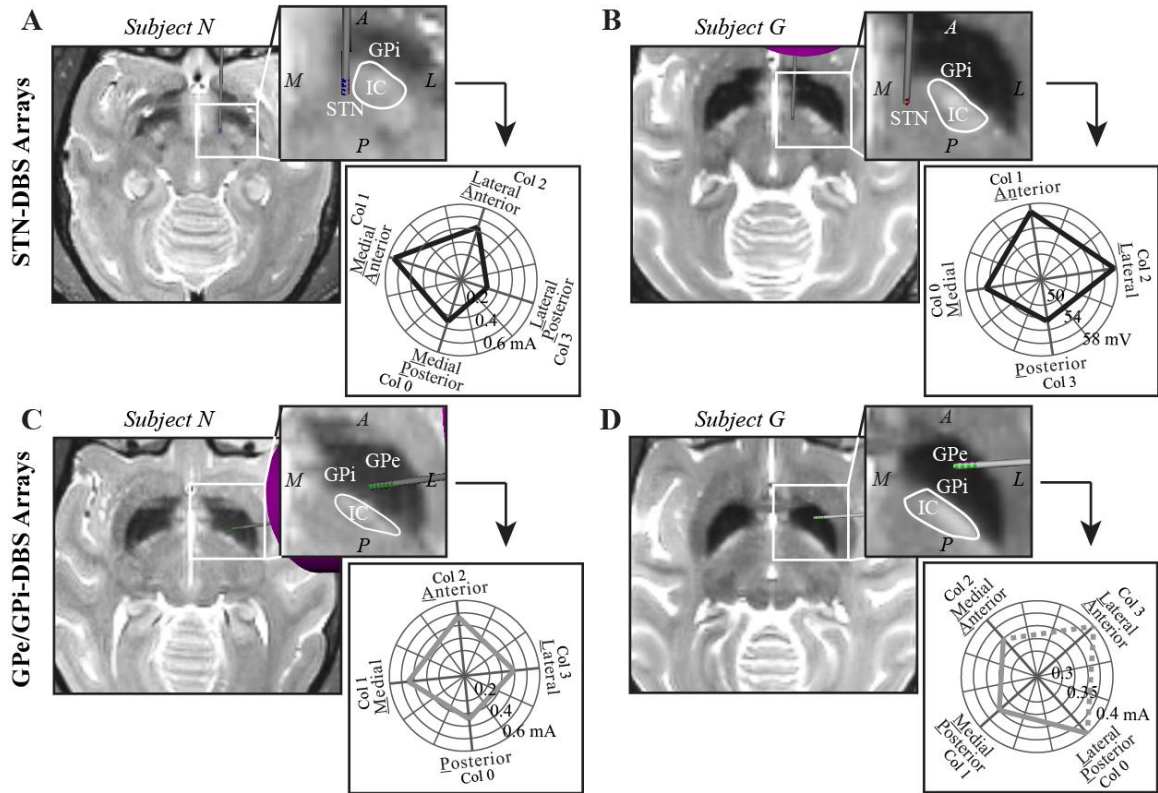 STN-DBS Arrays
A
Subject N
A
GPi
M
IC
L
STN
P
Col 2
Lateral
Anterior
Col 1
Medial
Anterior
0.2
0.4
0.6 mA
Lateral
Posterior
Col 3
Medial
Posterior
Col 0
B
Subject G
A
GPi
M
L
STN
IC
P
Col 1
Anterior
Col 2
Lateral
Col 0
Medial
50
54
58 mV
Posterior
Col 3
GPe/GPi-DBS Arrays
C
Subject N
A
GPe
GPi
M
L
IC
P
Col 2
Anterior
Col 3
Lateral
Col 1
Medial
0.2
0.4
0.6 mA
Posterior
Col 0
D
Subject G
A
GPe
M
L
GPi
IC
P
Col 2
Medial
Anterior
Col 3
Lateral
Anterior
0.3
0.35
0.4 mA
Medial
Posterior
Col 1
Lateral
Posterior
Col 0